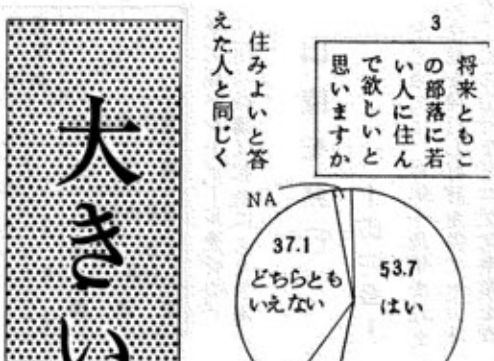 3
将来ともこ
の部落に若
い人に住ん
で欲しいと
思いますか
住みよいと答
えた人と同じく
NA
37.1
どちらとも
いえない
53.7
はい
大きい